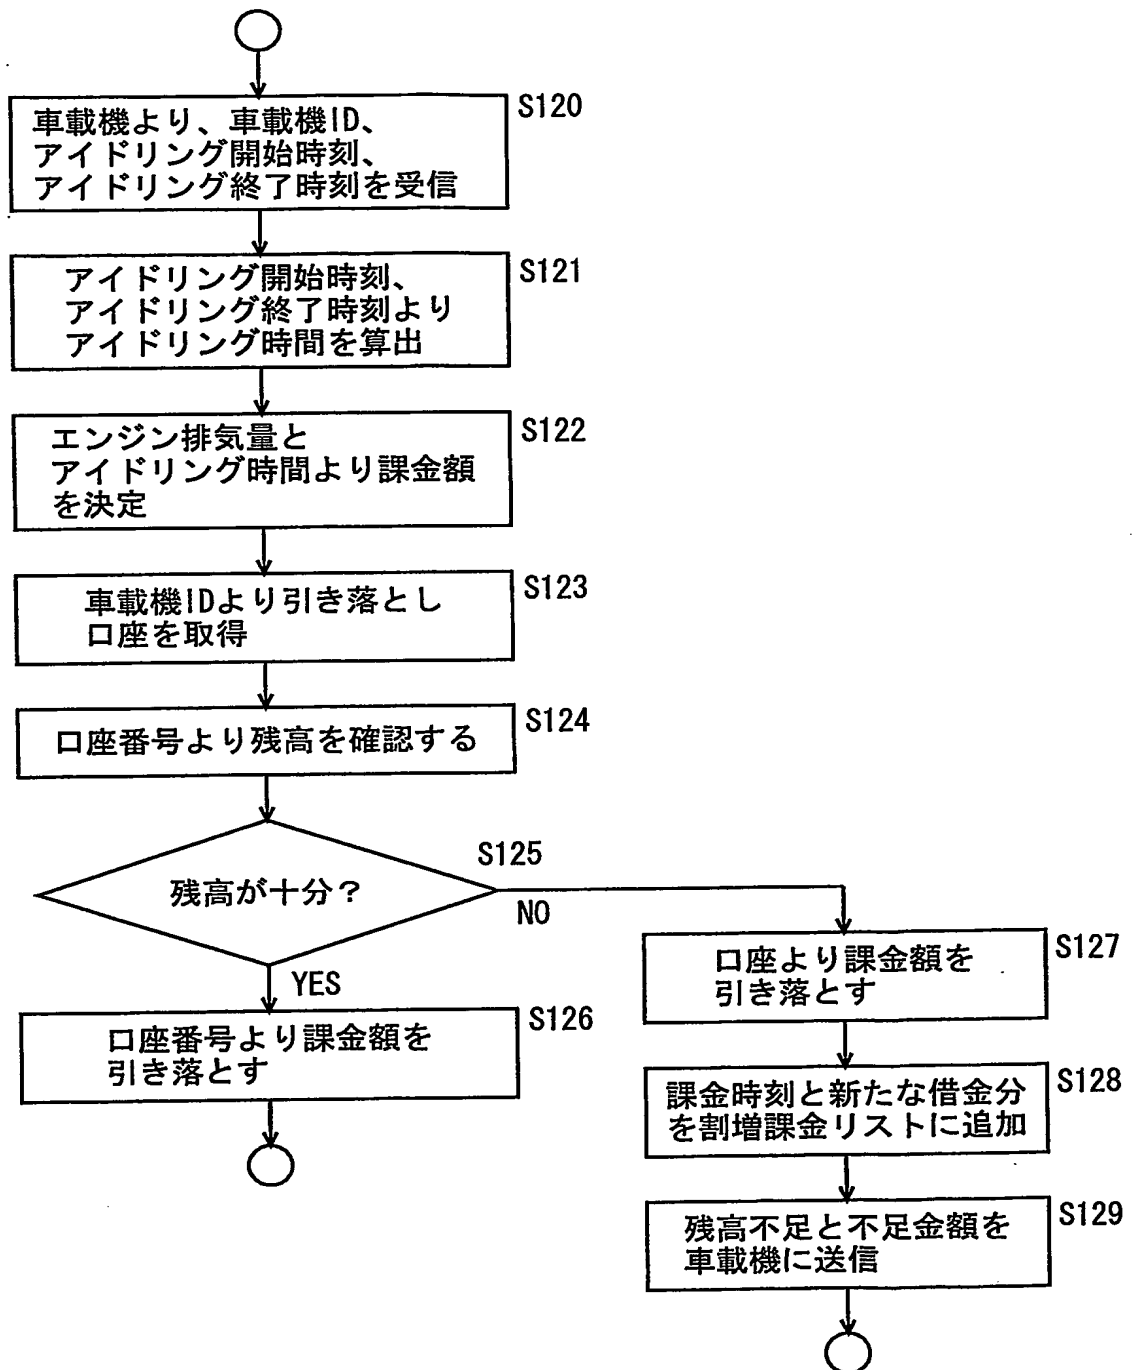 S120
車載機より、車載機ID、
アイドリング開始時刻、
アイドリング終了時刻を受信
S121
アイドリング開始時刻、
アイドリング終了時刻より
アイドリング時間を算出
S122
エンジン排気量と
アイドリング時間より課金額
を決定
S123
車載機IDより引き落とし
口座を取得
S124
口座番号より残高を確認する
S125
残高が十分？
NO
YES
S126
口座番号より課金額を
引き落とす
S127
口座より課金額を
引き落とす
S128
課金時刻と新たな借金分
を割増課金リストに追加
S129
残高不足と不足金額を
車載機に送信